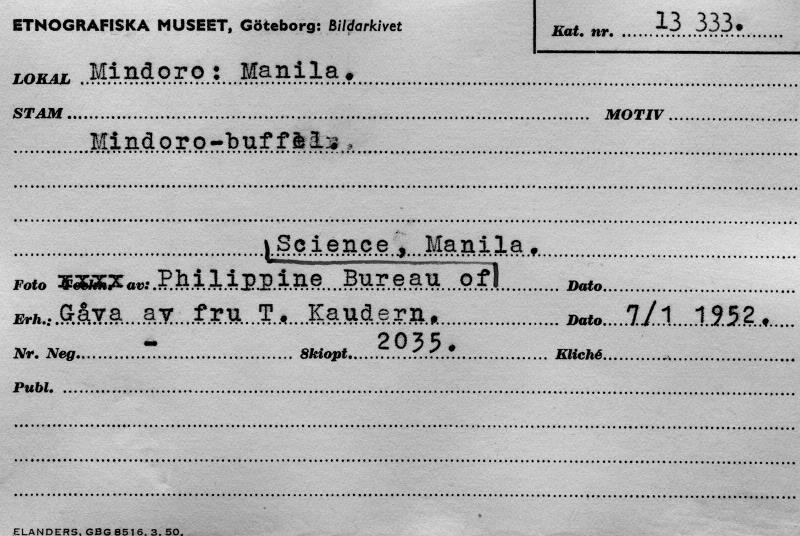 ETNOGRAFISKA MUSEET, Göteborg: Bildarkivet
Kat. nr. 13 333.
LOKAL Mindoro: Manila.
STAM MOTIV
Mindoro-buffel.
Science, Manila.
Foto av: Philippine Bureau of Dato
Erh.: Gåva av fru T. Kaudern. Dato 7/1 1952.
Nr. Neg. - Skiopt. 2035. Kliché
Publ.
ELANDERS, GBG 8516. 3. 50.